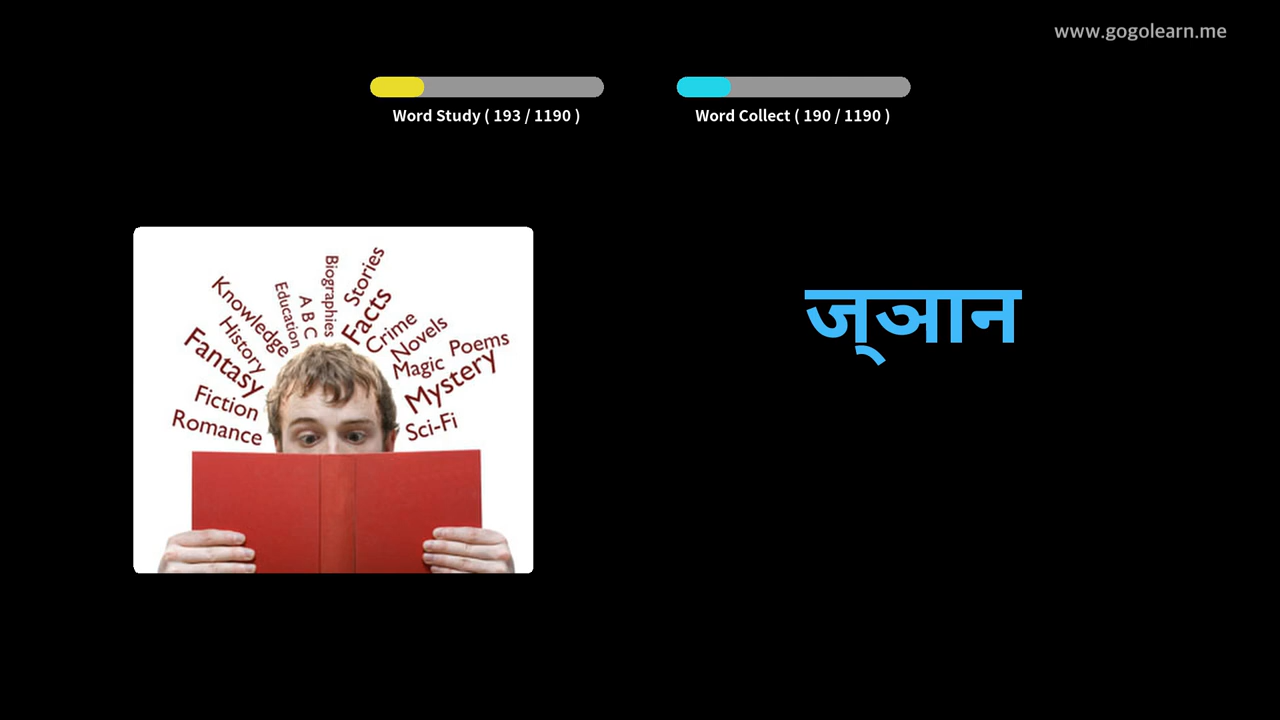 www.gogolearn.me
Word Study ( 193 / 1190 )
Word Collect ( 190 / 1190 )
Biographies
Stories
Education
A B C
Facts
Knowledge
Crime
History
Novels
Fantasy
Magic
Poems
Mystery
Fiction
Romance
Sci-Fi
ज्‌ञान